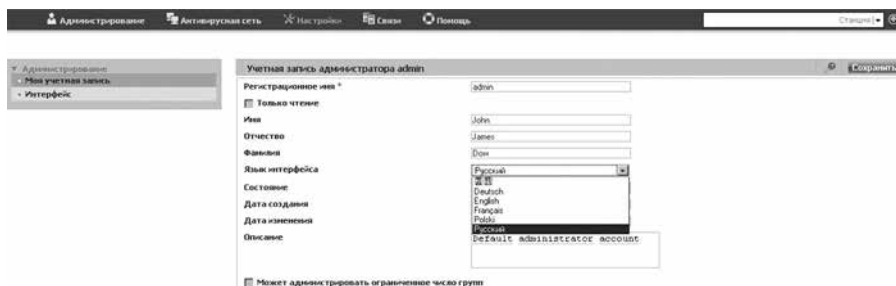 Администрирование
Антивирусная сеть
Настройки
Связи
Помощь
Станция
Администрирование
Моя учетная запись
Интерфейс
Учетная запись администратора admin
Сохранить
Регистрационное имя *
admin
Только чтение
Имя
John
Отчество
James
Фамилия
Dow
Язык интерфейса
Русский
Состояние
Deutsch
English
Дата создания
Français
Дата изменения
Polski
Русский
Описание
Default administrator account
Может администрировать ограниченное число групп